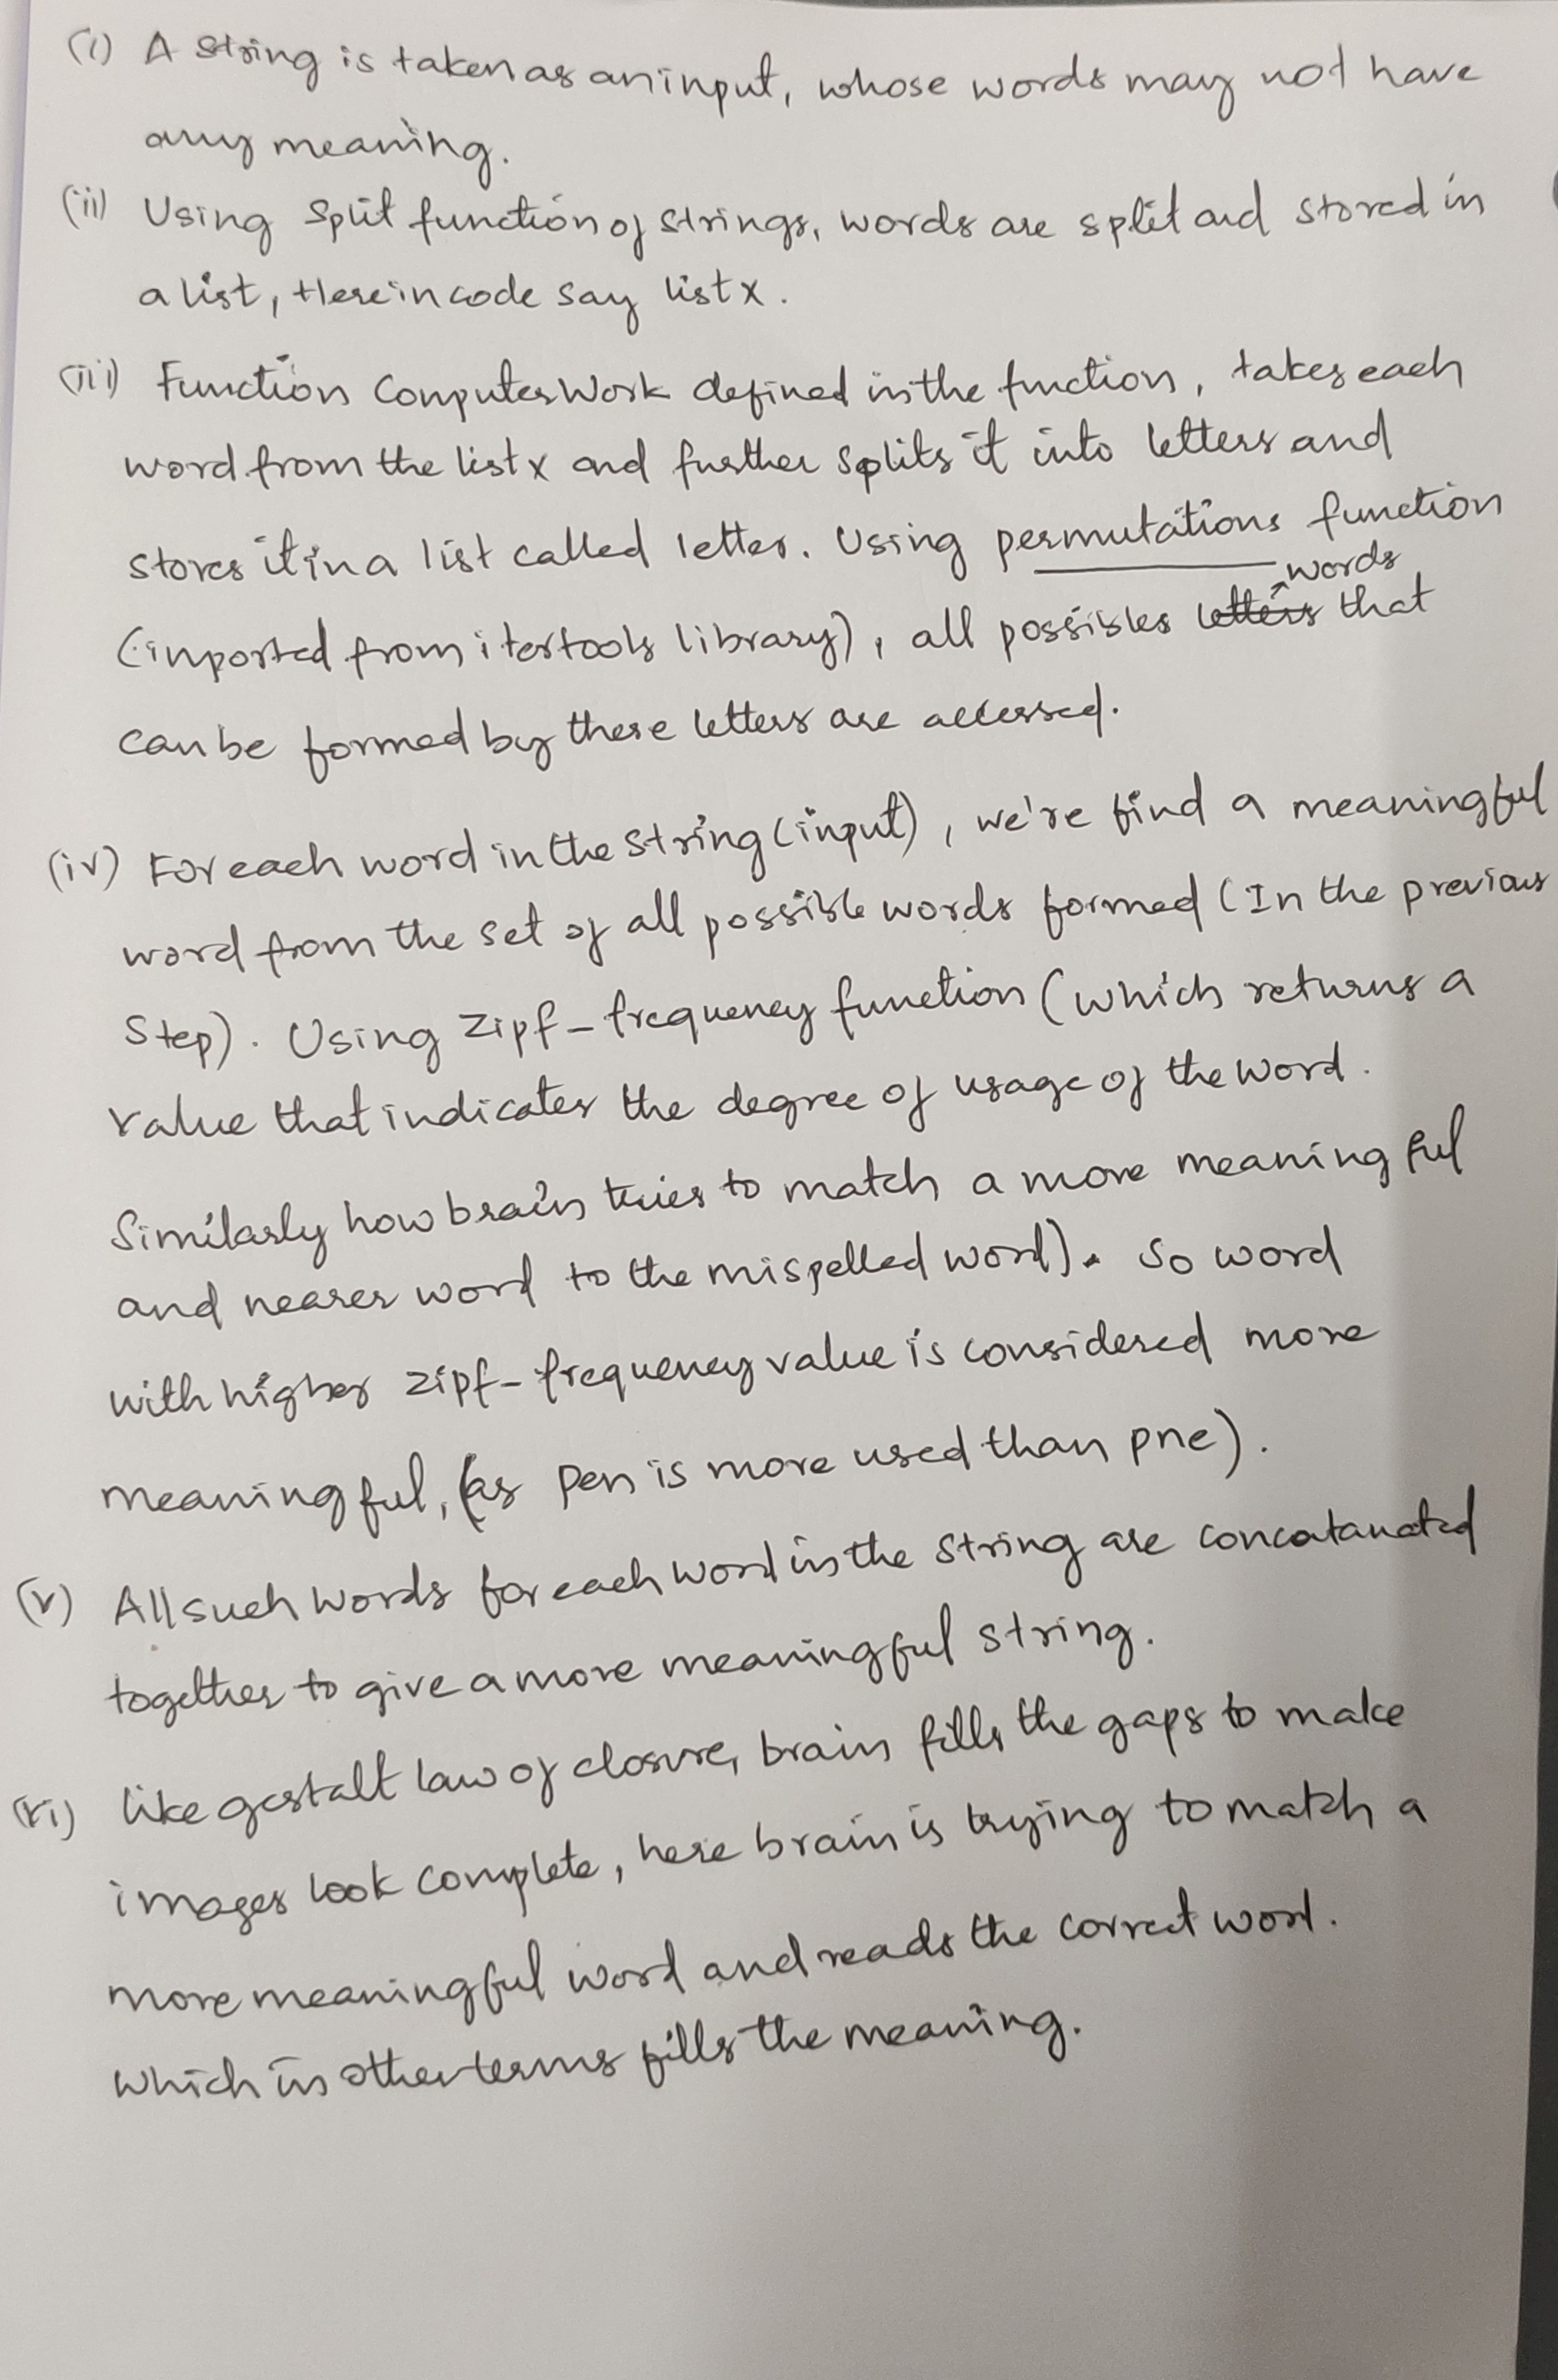 (i) A string is taken as an input, whose words may not have
any meaning.
(ii) Using split function of strings, words are split and stored in
a list, Here in code say list x.
(iii) Function ComputerWork defined in the function, takes each
word from the list x and further splits it into letters and
stores it in a list called letter. Using permutations function
words
(imported from itertools library), all possibles letters that
can be formed by these letters are accessed.
(iv) For each word in the string (input), we're find a meaningful
word from the set of all possible words formed (In the previous
Step). Using zipf-frequency function (which returns a
value that indicates the degree of usage of the word.
Similarly how brain tries to match a more meaningful
and nearer word to the mispelled word). So word
with higher zipf-frequency value is considered more
meaningful, (as pen is more used than pne).
(v) All such words for each word in the string are concatanated
together to give a more meaningful string.
(vi) like gestalt law of closure, brain fills the gaps to make
images look complete, here brain is trying to match a
more meaningful word and reads the correct word.
which in other terms fills the meaning.